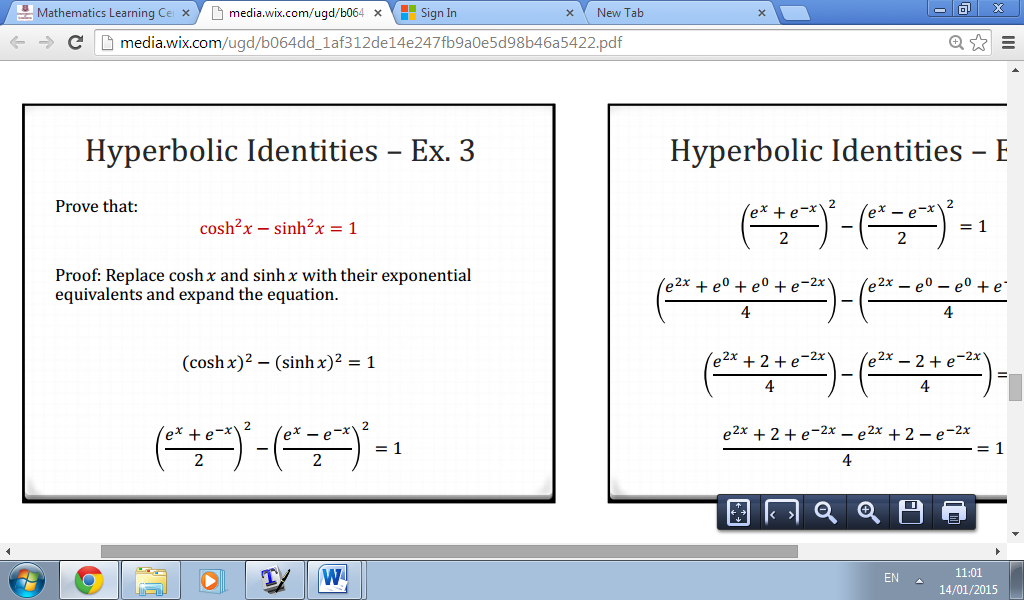 Mathematics Learning Ce
media.wix.com/ugd/b064
Sign In
New Tab
media.wix.com/ugd/b064dd_1af312de14e247fb9a0e5d98b46a5422.pdf
Hyperbolic Identities – Ex. 3
Prove that:
cosh²x − sinh²x = 1
Proof: Replace cosh x and sinh x with their exponential
equivalents and expand the equation.
(cosh x)² − (sinh x)² = 1
((eˣ + e⁻ˣ)/2)² − ((eˣ − e⁻ˣ)/2)² = 1
Hyperbolic Identities – E
((eˣ + e⁻ˣ)/2)² − ((eˣ − e⁻ˣ)/2)² = 1
((e²ˣ + e⁰ + e⁰ + e⁻²ˣ)/4) − ((e²ˣ − e⁰ − e⁰ + e⁻/4
((e²ˣ + 2 + e⁻²ˣ)/4) − ((e²ˣ − 2 + e⁻²ˣ)/4) =
(e²ˣ + 2 + e⁻²ˣ − e²ˣ + 2 − e⁻²ˣ)/4 = 1
EN
11:01
14/01/2015